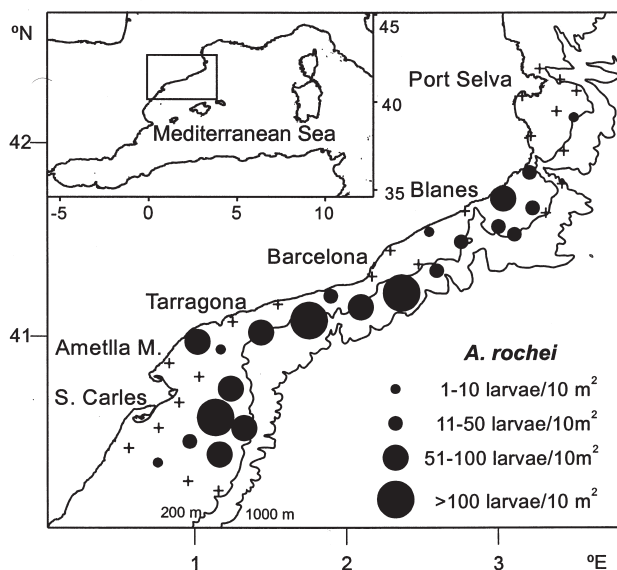 ºN
45
40
35
Mediterranean Sea
-5 0 5 10
42
41
Port Selva
Blanes
Barcelona
Tarragona
Ametlla M.
S. Carles
A. rochei
1-10 larvae/10 m²
11-50 larvae/10m²
51-100 larvae/10m²
>100 larvae/10 m²
200 m
1000 m
1 2 3
ºE